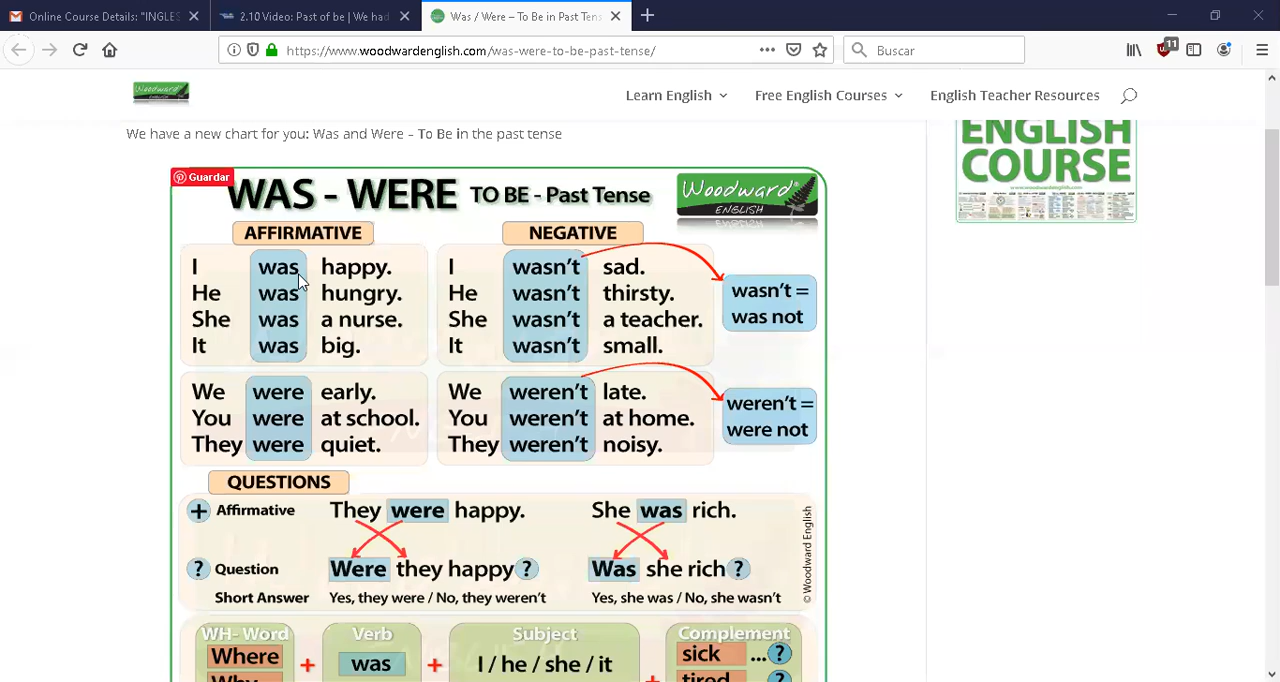 Online Course Details: "INGLES
2.10 Video: Past of be | We had
Was / Were – To Be in Past Tens
https://www.woodwardenglish.com/was-were-to-be-past-tense/
Buscar
11
Woodward
ENGLISH
Learn English
Free English Courses
English Teacher Resources
We have a new chart for you: Was and Were – To Be in the past tense
ENGLISH
COURSE
Guardar
WAS – WERE TO BE - Past Tense
Woodward
ENGLISH
AFFIRMATIVE
I was happy.
He was hungry.
She was a nurse.
It was big.
We were early.
You were at school.
They were quiet.
NEGATIVE
I wasn't sad.
He wasn't thirsty.
She wasn't a teacher.
It wasn't small.
wasn't =
was not
We weren't late.
You weren't at home.
They weren't noisy.
weren't =
were not
QUESTIONS
+ Affirmative They were happy. She was rich.
? Question Were they happy ? Was she rich ?
Short Answer Yes, they were / No, they weren't Yes, she was / No, she wasn't
© Woodward English
WH- Word Verb Subject Complement
Where + was + I / he / she / it + sick ... ?
Why tired ?